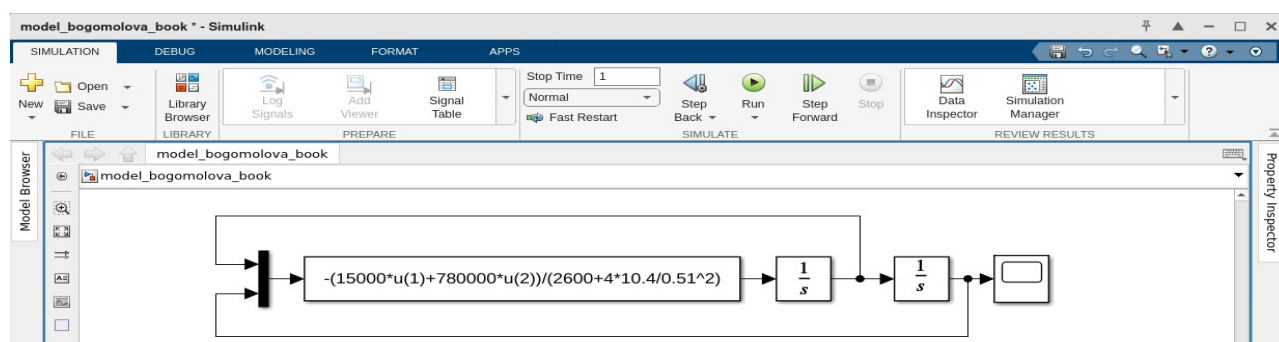 model_bogomolova_book * - Simulink
SIMULATION DEBUG MODELING FORMAT APPS
New
Open
Save
FILE
Library
Browser
LIBRARY
Log
Signals
Add
Viewer
Signal
Table
PREPARE
Stop Time 1
Normal
Fast Restart
Step
Back
Run
Step
Forward
Stop
SIMULATE
Data
Inspector
Simulation
Manager
REVIEW RESULTS
Model Browser
model_bogomolova_book
model_bogomolova_book
Property Inspector
-(15000*u(1)+780000*u(2))/(2600+4*10.4/0.51^2)
1
s
1
s